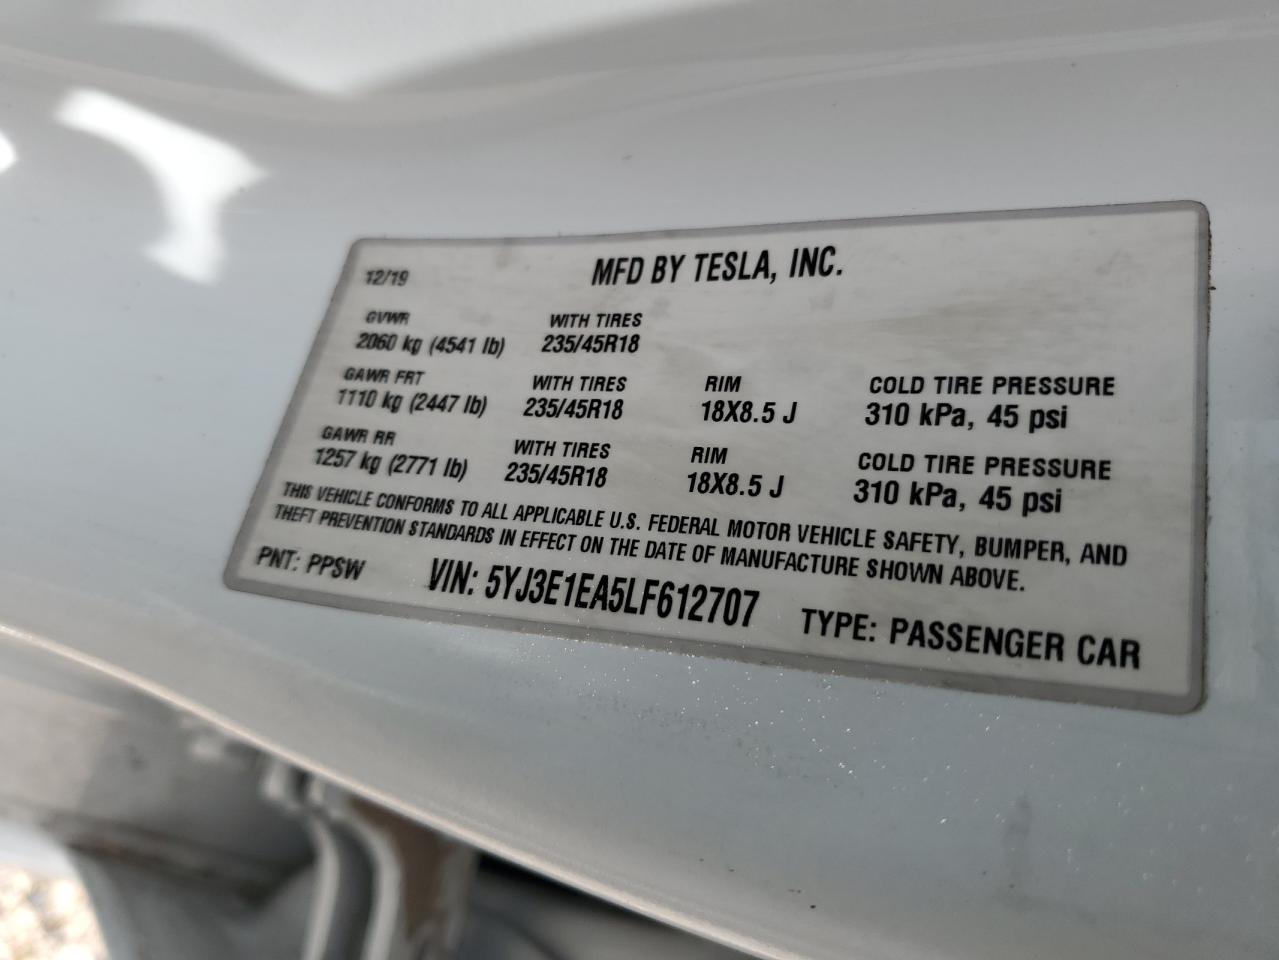 12/19 MFD BY TESLA, INC.
GVWR WITH TIRES
2060 kg (4541 lb) 235/45R18
GAWR FRT WITH TIRES RIM COLD TIRE PRESSURE
1110 kg (2447 lb) 235/45R18 18X8.5 J 310 kPa, 45 psi
GAWR RR WITH TIRES RIM COLD TIRE PRESSURE
1257 kg (2771 lb) 235/45R18 18X8.5 J 310 kPa, 45 psi
THIS VEHICLE CONFORMS TO ALL APPLICABLE U.S. FEDERAL MOTOR VEHICLE SAFETY, BUMPER, AND
THEFT PREVENTION STANDARDS IN EFFECT ON THE DATE OF MANUFACTURE SHOWN ABOVE.
PNT: PPSW VIN: 5YJ3E1EA5LF612707 TYPE: PASSENGER CAR